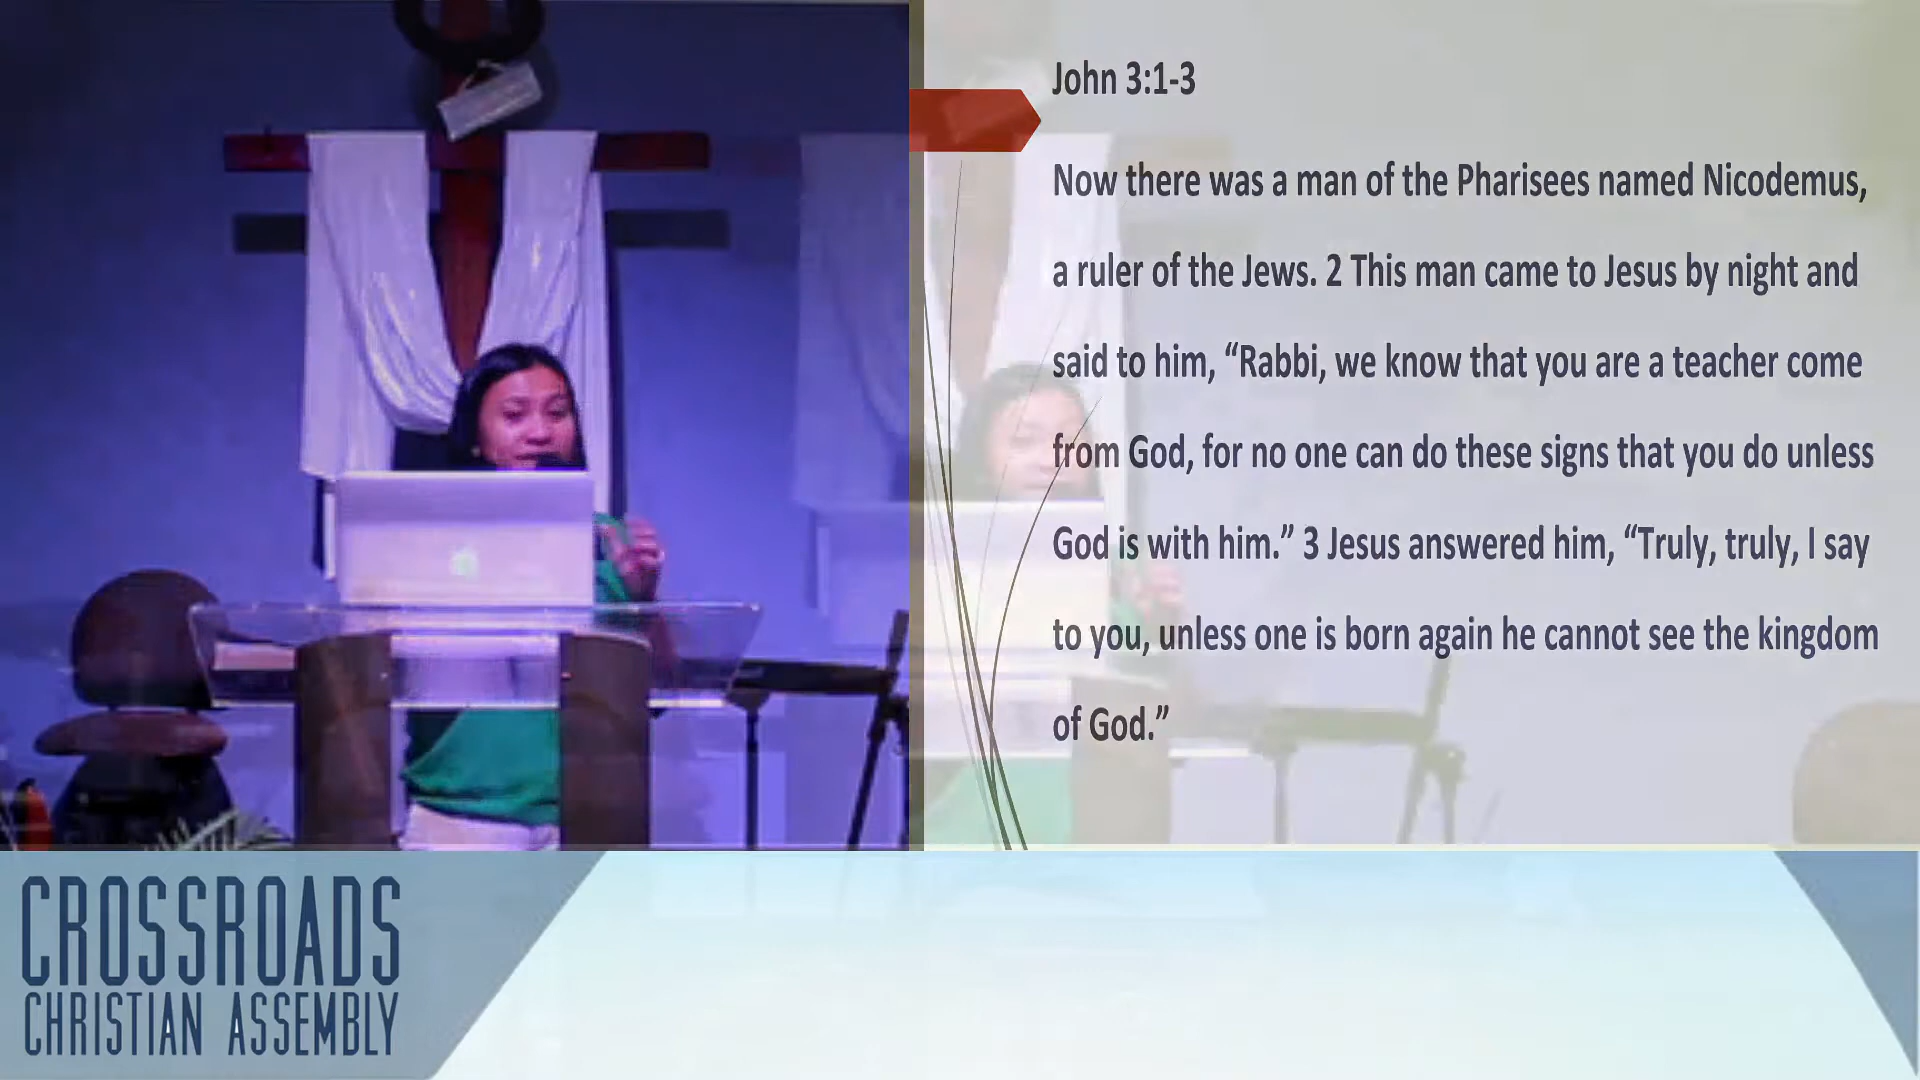 John 3:1-3
Now there was a man of the Pharisees named Nicodemus,
a ruler of the Jews. 2 This man came to Jesus by night and
said to him, “Rabbi, we know that you are a teacher come
from God, for no one can do these signs that you do unless
God is with him.” 3 Jesus answered him, “Truly, truly, I say
to you, unless one is born again he cannot see the kingdom
of God.”
CROSSROADS
CHRISTIAN ASSEMBLY